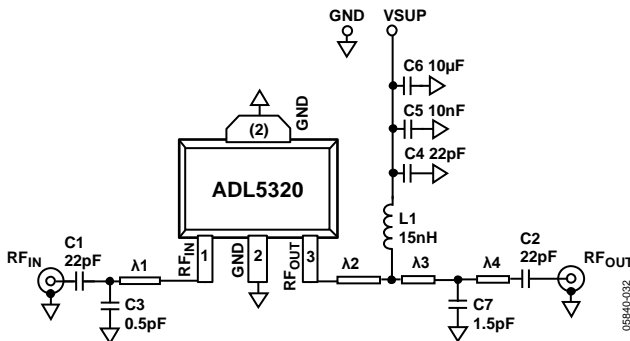 GND VSUP
C6 10µF
C5 10nF
C4 22pF
(2)
GND
ADL5320
L1
15nH
RFIN
C1
22pF
λ1
RFIN
1
GND
2
RFOUT
3
λ2
λ3
λ4
C2
22pF
RFOUT
C3
0.5pF
C7
1.5pF
05840-032